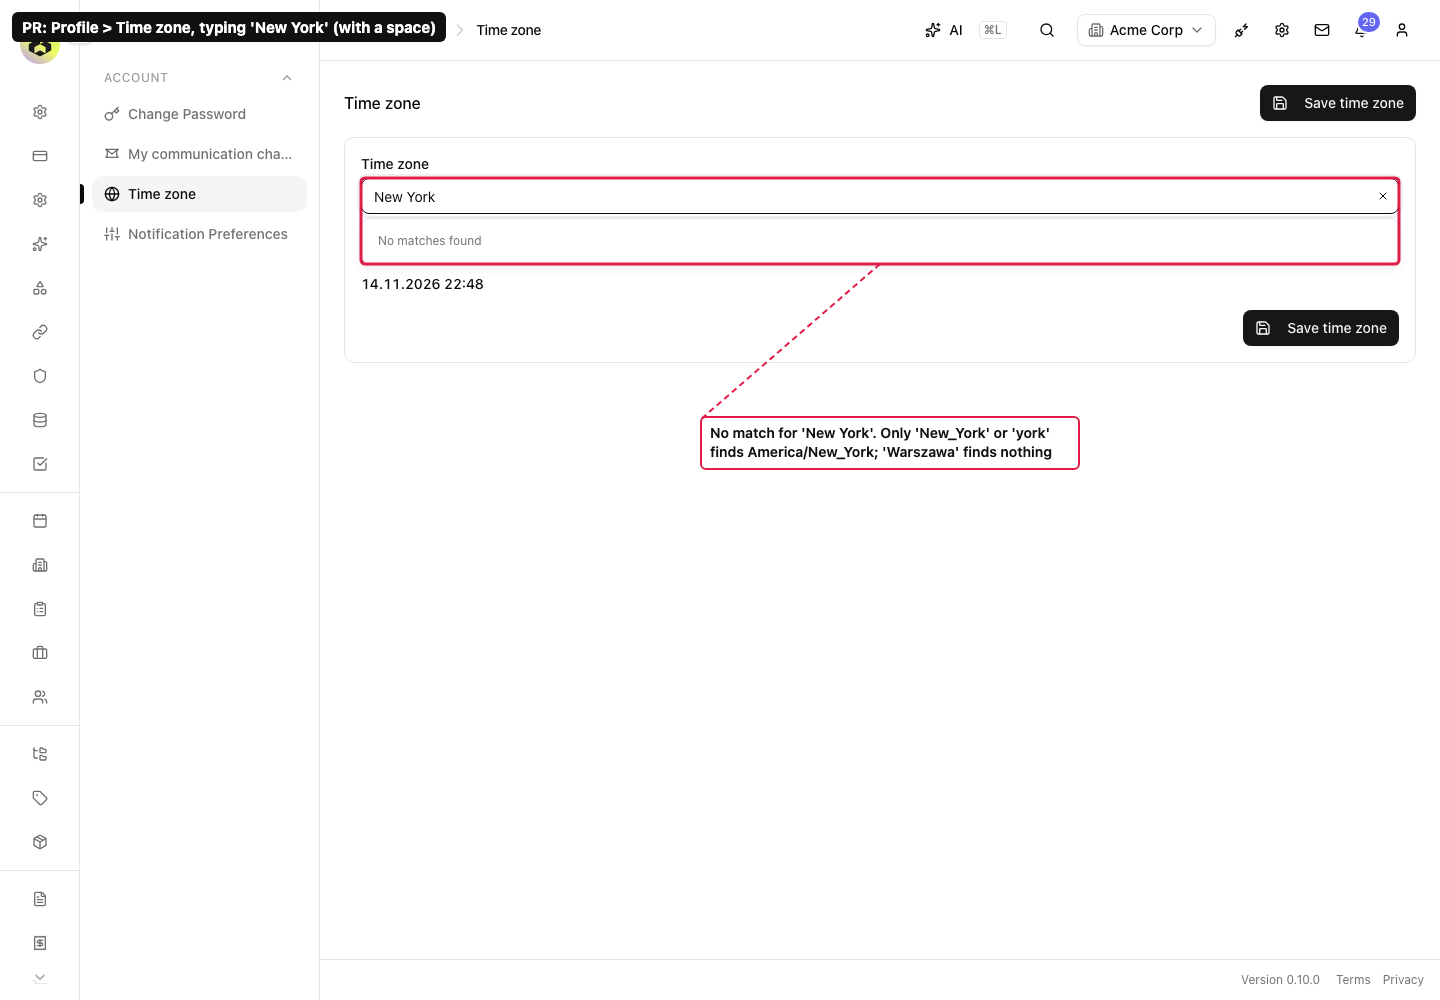 PR: Profile > Time zone, typing 'New York' (with a space)
Time zone
AI
⌘L
Acme Corp
29
ACCOUNT
Change Password
My communication cha...
Time zone
Notification Preferences
Time zone
Save time zone
Time zone
New York
No matches found
14.11.2026 22:48
Save time zone
No match for 'New York'. Only 'New_York' or 'york'
finds America/New_York; 'Warszawa' finds nothing
Version 0.10.0
Terms
Privacy